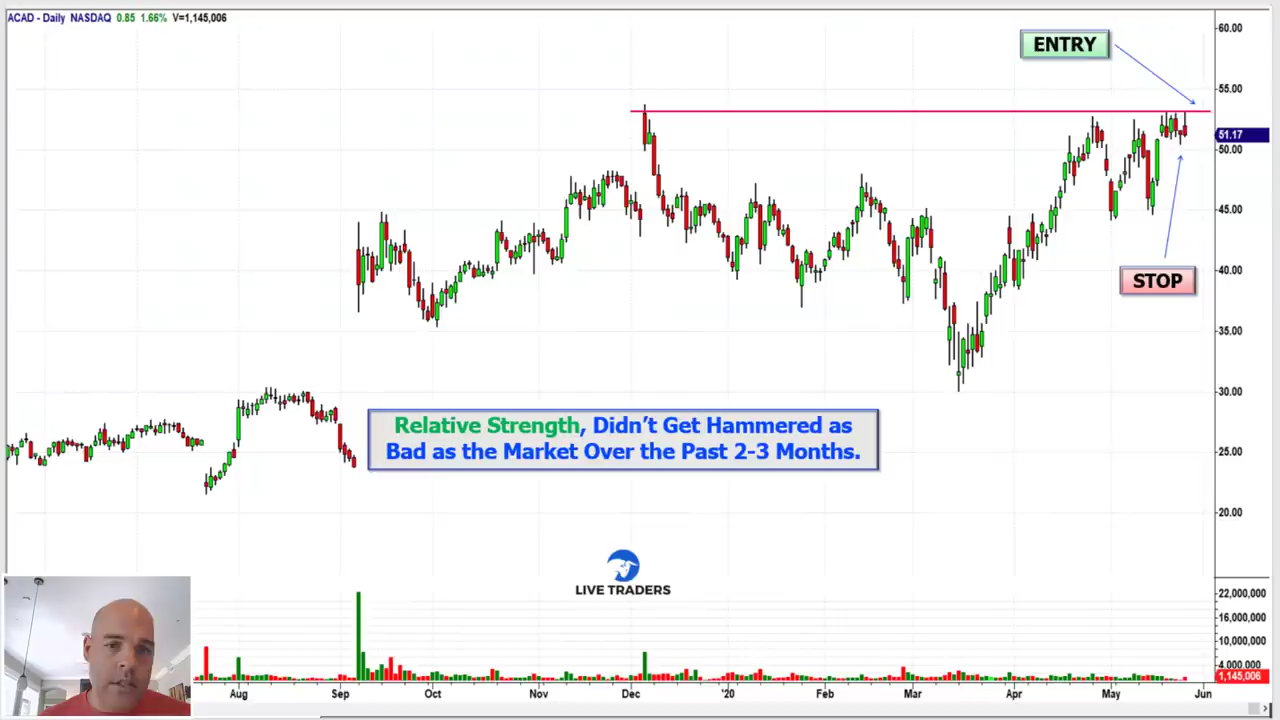 ACAD - Daily NASDAQ 0.85 1.66% V=1,145,006
ENTRY
60.00
55.00
51.17
50.00
45.00
40.00
STOP
35.00
30.00
Relative Strength, Didn't Get Hammered as
Bad as the Market Over the Past 2-3 Months.
25.00
20.00
LIVE TRADERS
22,000,000
16,000,000
10,000,000
4,000,000
1,145,006
Aug Sep Oct Nov Dec '20 Feb Mar Apr May Jun